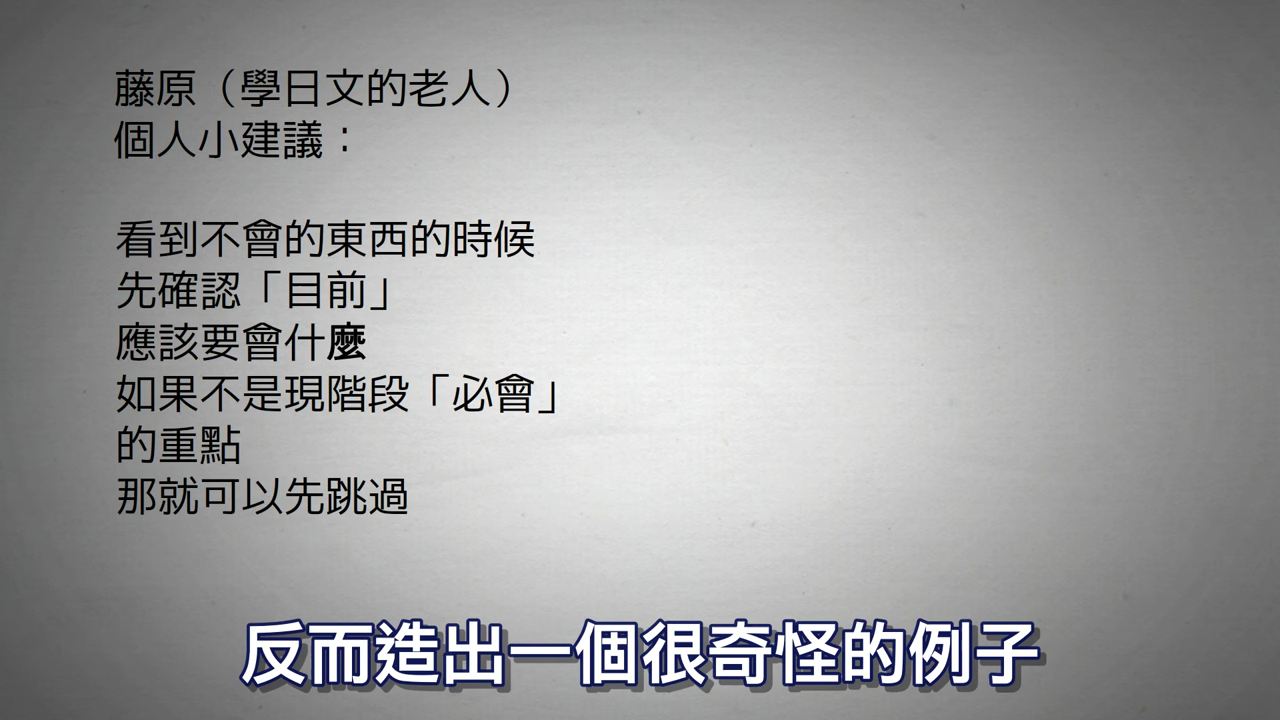 藤原（學日文的老人）
個人小建議：
看到不會的東西的時候
先確認「目前」
應該要會什麼
如果不是現階段「必會」
的重點
那就可以先跳過
反而造出一個很奇怪的例子